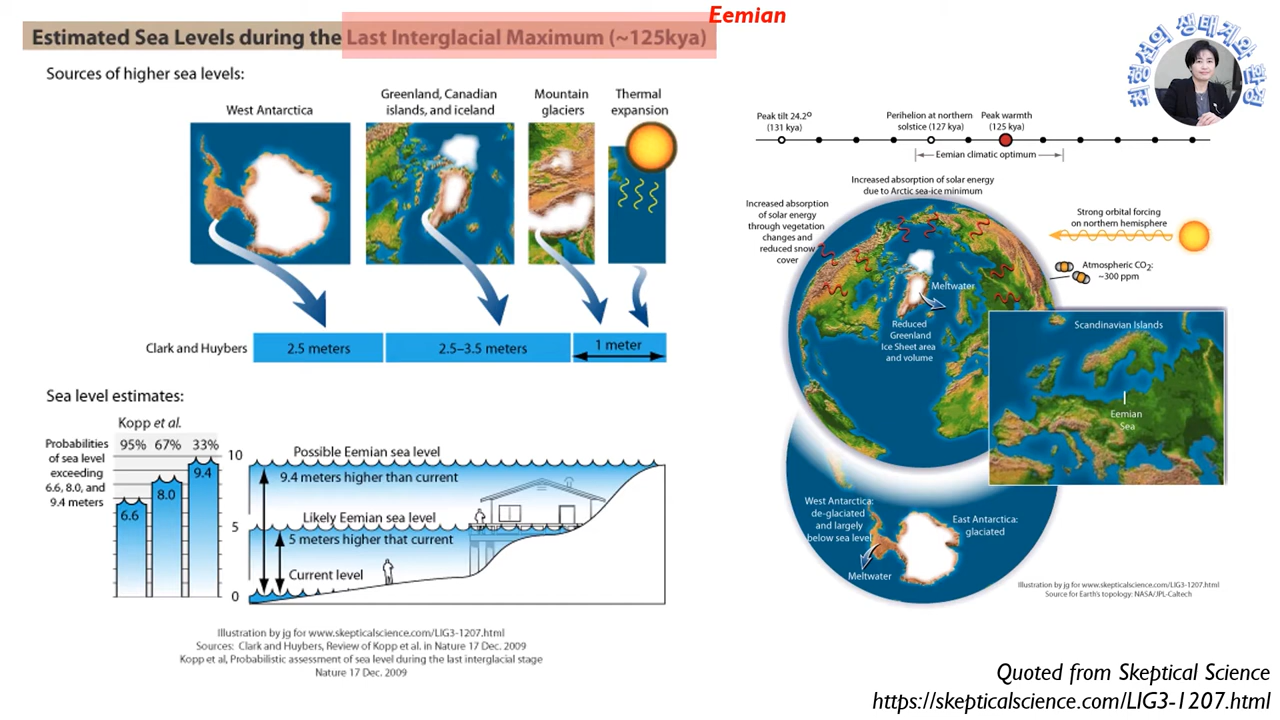 Eemian
Estimated Sea Levels during the Last Interglacial Maximum (~125kya)
Sources of higher sea levels:
West Antarctica
Greenland, Canadian
islands, and iceland
Mountain
glaciers
Thermal
expansion
Clark and Huybers
2.5 meters
2.5–3.5 meters
1 meter
Sea level estimates:
Kopp et al.
Probabilities
of sea level
exceeding
6.6, 8.0, and
9.4 meters
95% 67% 33%
6.6
8.0
9.4
10
5
0
Possible Eemian sea level
9.4 meters higher than current
Likely Eemian sea level
5 meters higher that current
Current level
Illustration by jg for www.skepticalscience.com/LIG3-1207.html
Sources: Clark and Huybers, Review of Kopp et al. in Nature 17 Dec. 2009
Kopp et al, Probabilistic assessment of sea level during the last interglacial stage
Nature 17 Dec. 2009
최정선의 생태계와 환경
Peak tilt 24.2º
(131 kya)
Perihelion at northern
solstice (127 kya)
Peak warmth
(125 kya)
Eemian climatic optimum
Increased absorption of solar energy
due to Arctic sea-ice minimum
Increased absorption
of solar energy
through vegetation
changes and
reduced snow
cover
Strong orbital forcing
on northern hemisphere
Atmospheric CO2:
~300 ppm
Meltwater
Reduced
Greenland
Ice Sheet area
and volume
Scandinavian Islands
Eemian
Sea
West Antarctica:
de-glaciated
and largely
below sea level
East Antarctica:
glaciated
Meltwater
Illustration by jg for www.skepticalscience.com/LIG3-1207.html
Source for Earth's topology: NASA/JPL-Caltech
Quoted from Skeptical Science
https://skepticalscience.com/LIG3-1207.html